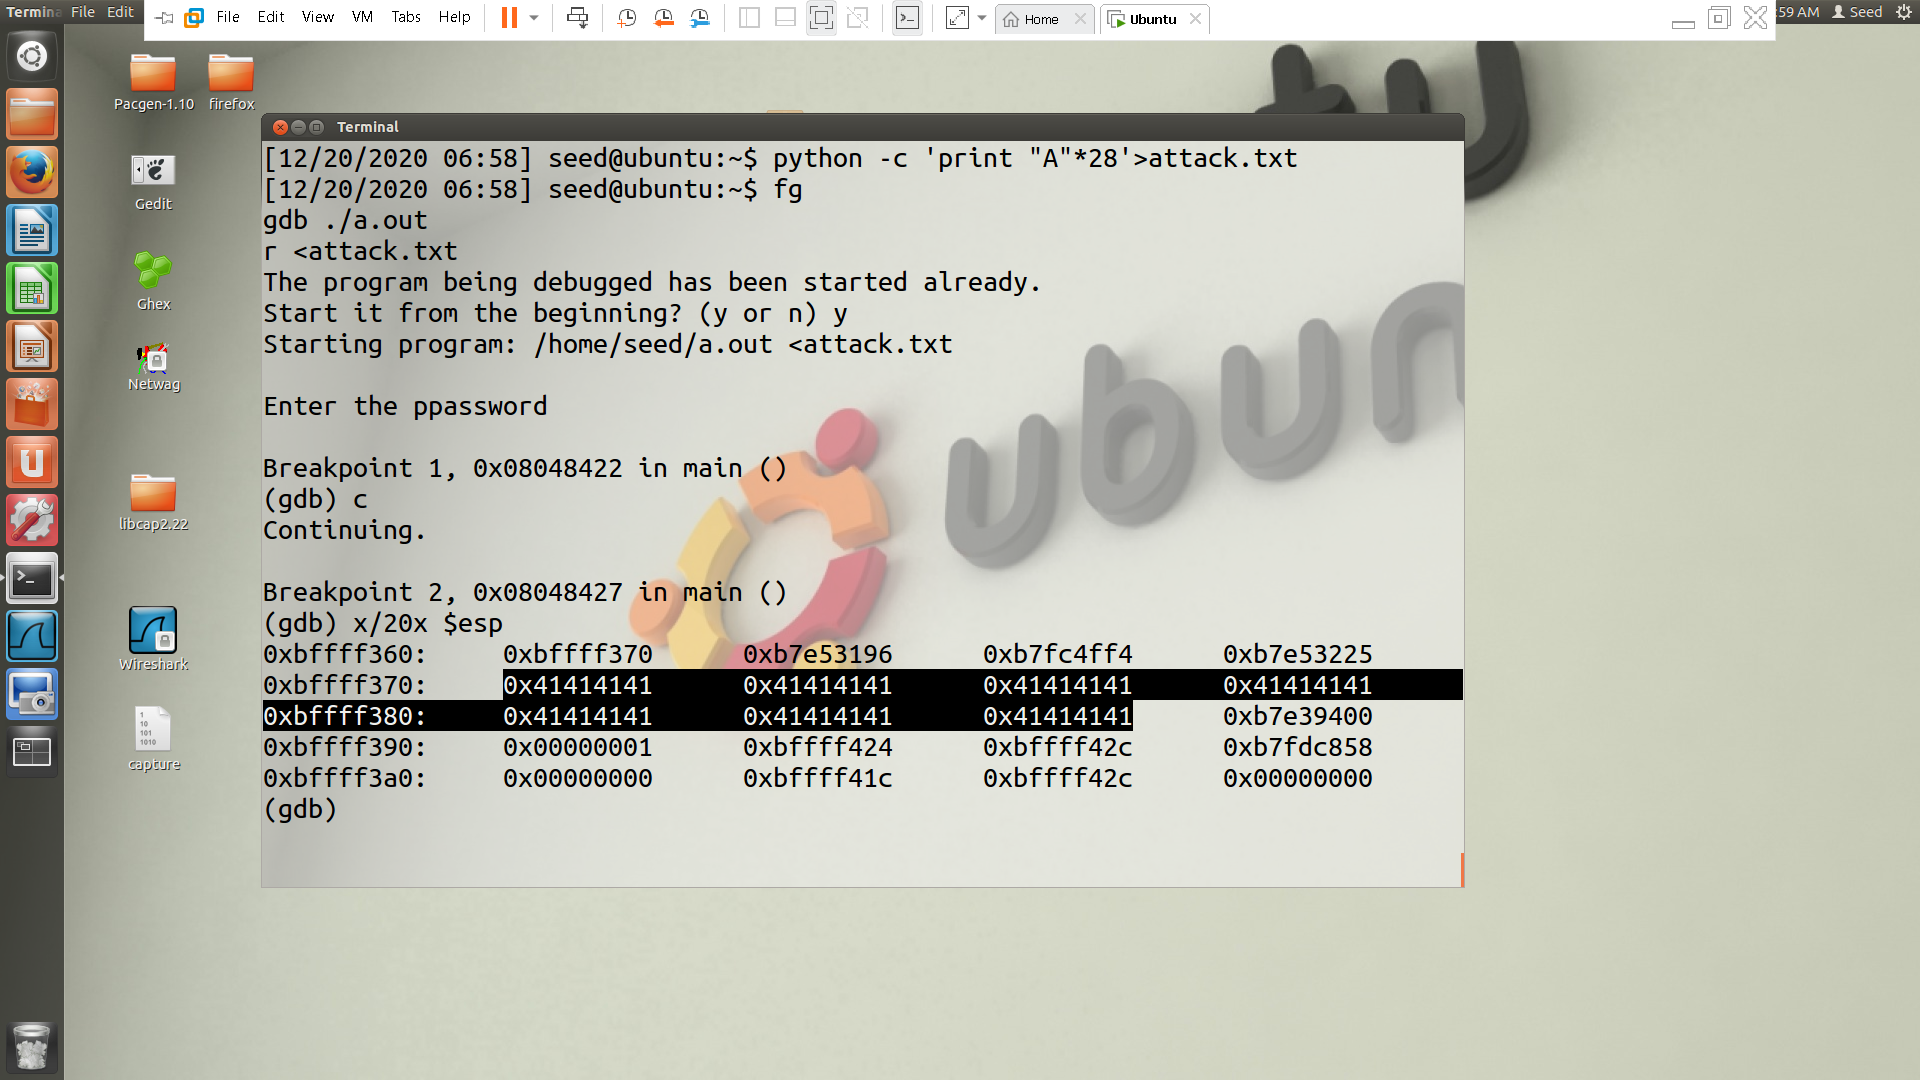 Termina File Edit
File Edit View VM Tabs Help
Home
Ubuntu
:59 AM Seed
Pacgen-1.10
firefox
Gedit
Ghex
Netwag
libcap2.22
Wireshark
capture
Terminal
[12/20/2020 06:58] seed@ubuntu:~$ python -c 'print "A"*28'>attack.txt
[12/20/2020 06:58] seed@ubuntu:~$ fg
gdb ./a.out
r <attack.txt
The program being debugged has been started already.
Start it from the beginning? (y or n) y
Starting program: /home/seed/a.out <attack.txt
Enter the ppassword
Breakpoint 1, 0x08048422 in main ()
(gdb) c
Continuing.
Breakpoint 2, 0x08048427 in main ()
(gdb) x/20x $esp
0xbffff360: 0xbffff370 0xb7e53196 0xb7fc4ff4 0xb7e53225
0xbffff370: 0x41414141 0x41414141 0x41414141 0x41414141
0xbffff380: 0x41414141 0x41414141 0x41414141 0xb7e39400
0xbffff390: 0x00000001 0xbffff424 0xbffff42c 0xb7fdc858
0xbffff3a0: 0x00000000 0xbffff41c 0xbffff42c 0x00000000
(gdb)